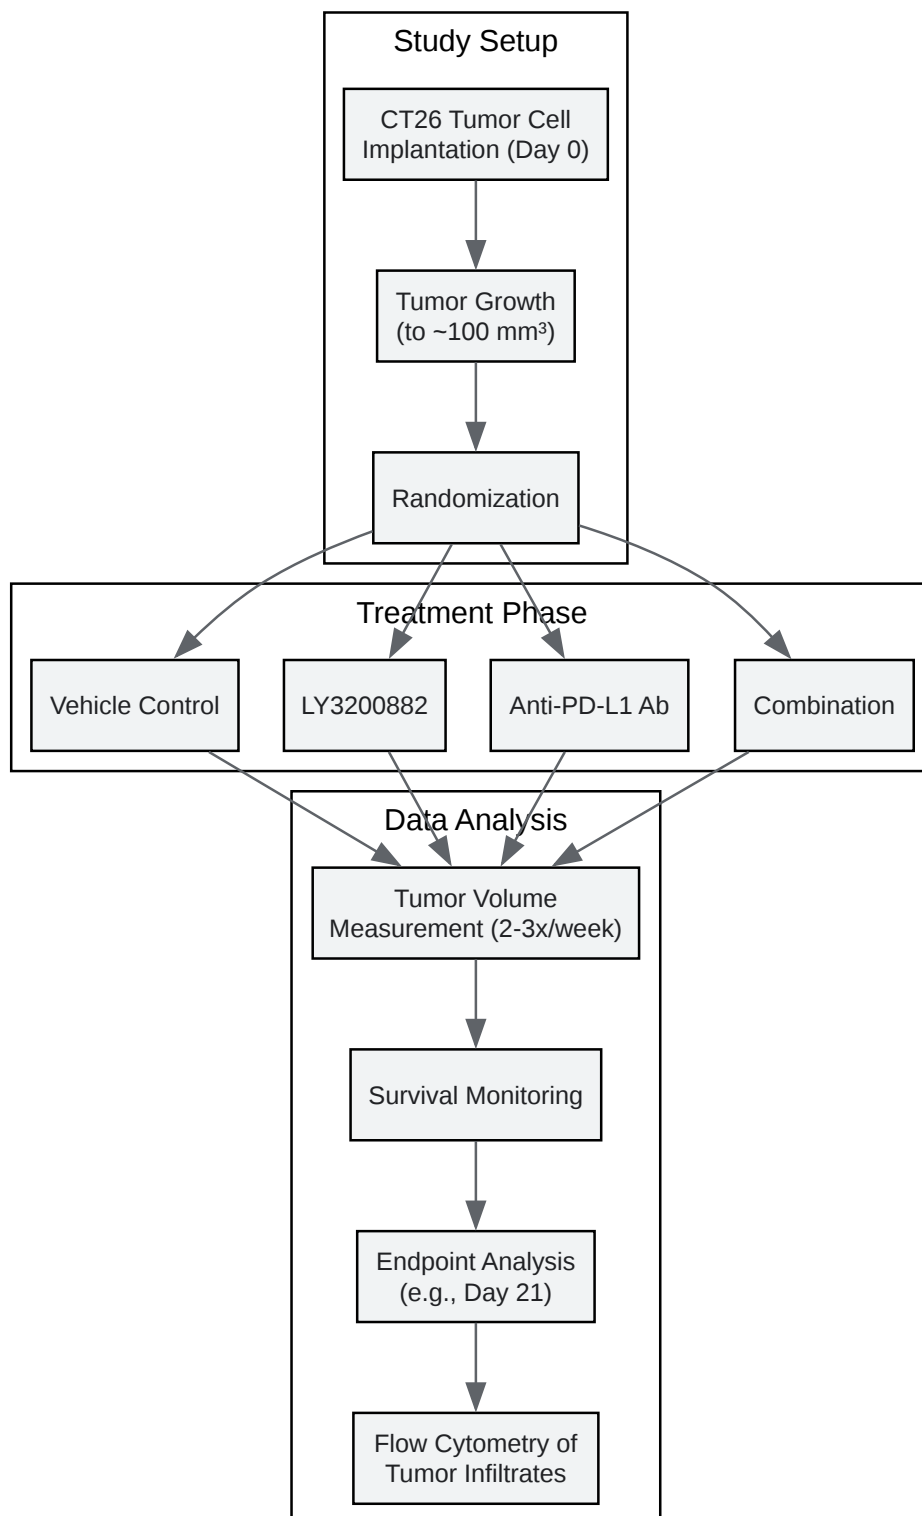 Study Setup
CT26 Tumor Cell
Implantation (Day 0)
Tumor Growth
(to ~100 mm³)
Randomization
Treatment Phase
Vehicle Control
LY3200882
Anti-PD-L1 Ab
Combination
Data Analysis
Tumor Volume
Measurement (2-3x/week)
Survival Monitoring
Endpoint Analysis
(e.g., Day 21)
Flow Cytometry of
Tumor Infiltrates